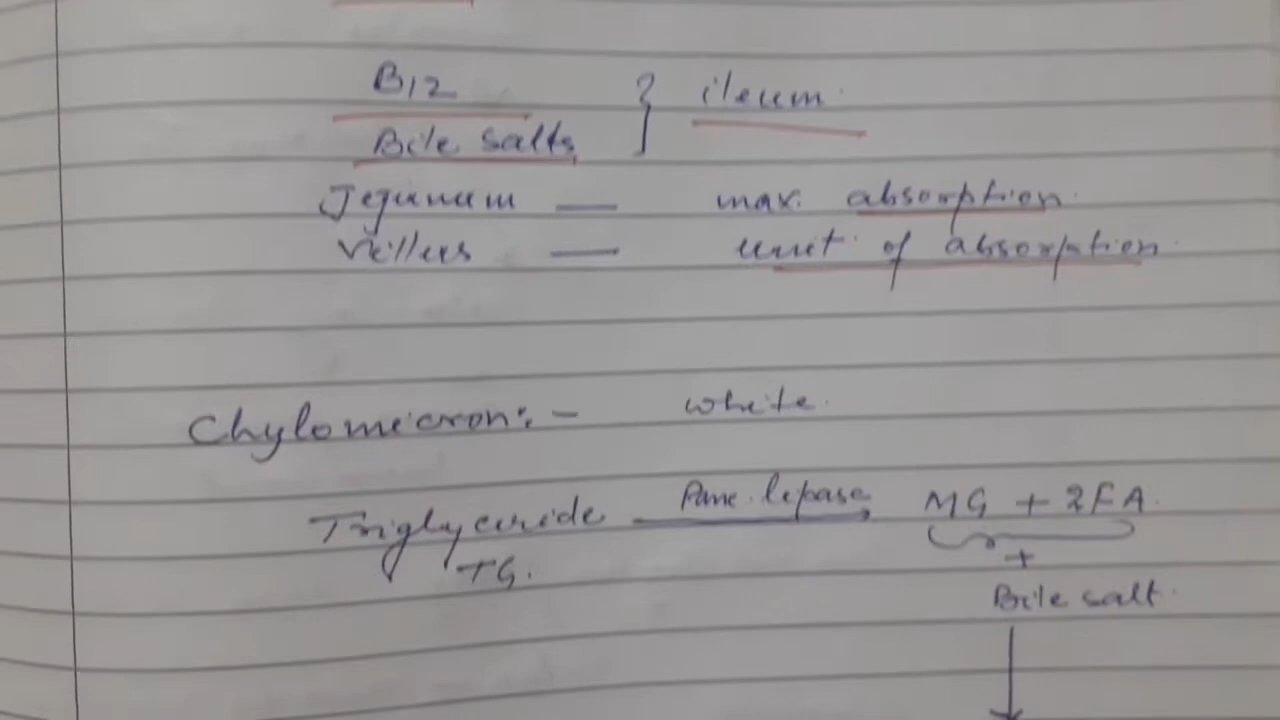 B12
Bile salts } ileum
Jejunum — max. absorption.
Villus — unit of absorption.
Chylomicron :- white.
Triglyceride Panc. lipase MG + 2FA.
TG.
+
Bile salt.